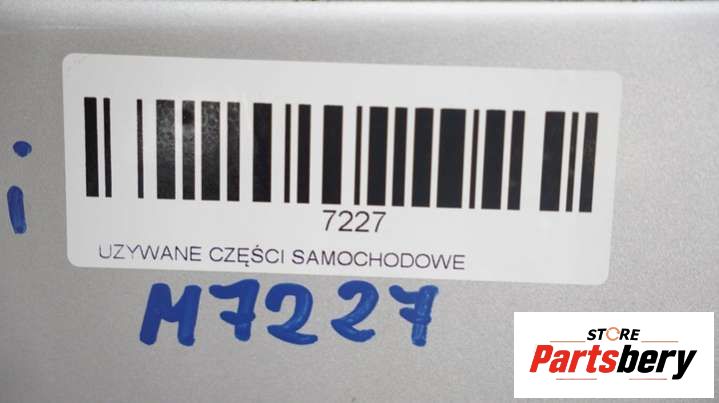 7227
UZYWANE CZĘŚCI SAMOCHODOWE
i
M7227
STORE
Partsbery